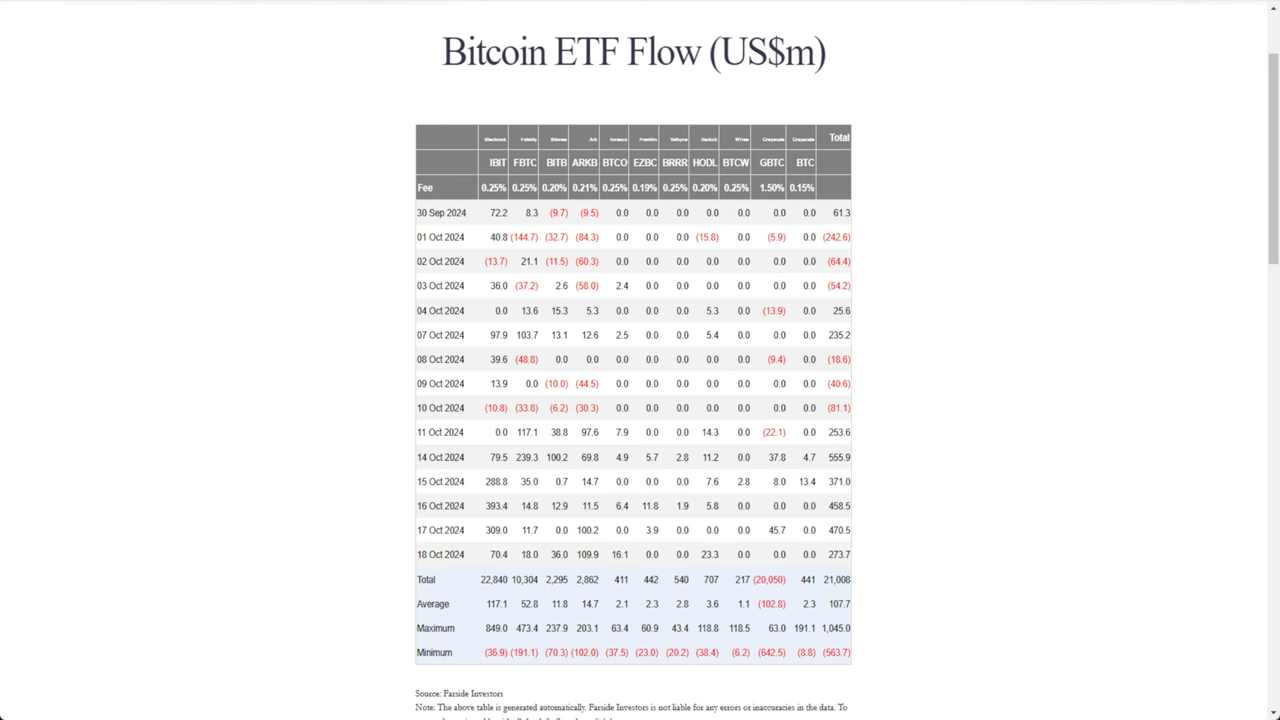 Bitcoin ETF Flow (US$m)
Blackrock Fidelity Bitwise Ark Invesco Franklin Valkyrie VanEck WTree Grayscale Grayscale Total
IBIT FBTC BITB ARKB BTCO EZBC BRRR HODL BTCW GBTC BTC
Fee 0.25% 0.25% 0.20% 0.21% 0.25% 0.19% 0.25% 0.20% 0.25% 1.50% 0.15%
30 Sep 2024 72.2 8.3 (9.7) (9.5) 0.0 0.0 0.0 0.0 0.0 0.0 0.0 61.3
01 Oct 2024 40.8 (144.7) (32.7) (84.3) 0.0 0.0 0.0 (15.8) 0.0 (5.9) 0.0 (242.6)
02 Oct 2024 (13.7) 21.1 (11.5) (60.3) 0.0 0.0 0.0 0.0 0.0 0.0 0.0 (64.4)
03 Oct 2024 36.0 (37.2) 2.6 (58.0) 2.4 0.0 0.0 0.0 0.0 0.0 0.0 (54.2)
04 Oct 2024 0.0 13.6 15.3 5.3 0.0 0.0 0.0 5.3 0.0 (13.9) 0.0 25.6
07 Oct 2024 97.9 103.7 13.1 12.6 2.5 0.0 0.0 5.4 0.0 0.0 0.0 235.2
08 Oct 2024 39.6 (48.8) 0.0 0.0 0.0 0.0 0.0 0.0 0.0 (9.4) 0.0 (18.6)
09 Oct 2024 13.9 0.0 (10.0) (44.5) 0.0 0.0 0.0 0.0 0.0 0.0 0.0 (40.6)
10 Oct 2024 (10.8) (33.8) (6.2) (30.3) 0.0 0.0 0.0 0.0 0.0 0.0 0.0 (81.1)
11 Oct 2024 0.0 117.1 38.8 97.6 7.9 0.0 0.0 14.3 0.0 (22.1) 0.0 253.6
14 Oct 2024 79.5 239.3 100.2 69.8 4.9 5.7 2.8 11.2 0.0 37.8 4.7 555.9
15 Oct 2024 288.8 35.0 0.7 14.7 0.0 0.0 0.0 7.6 2.8 8.0 13.4 371.0
16 Oct 2024 393.4 14.8 12.9 11.5 6.4 11.8 1.9 5.8 0.0 0.0 0.0 458.5
17 Oct 2024 309.0 11.7 0.0 100.2 0.0 3.9 0.0 0.0 0.0 45.7 0.0 470.5
18 Oct 2024 70.4 18.0 36.0 109.9 16.1 0.0 0.0 23.3 0.0 0.0 0.0 273.7
Total 22,840 10,304 2,295 2,862 411 442 540 707 217 (20,050) 441 21,008
Average 117.1 52.8 11.8 14.7 2.1 2.3 2.8 3.6 1.1 (102.8) 2.3 107.7
Maximum 849.0 473.4 237.9 203.1 63.4 60.9 43.4 118.8 118.5 63.0 191.1 1,045.0
Minimum (36.9) (191.1) (70.3) (102.0) (37.5) (23.0) (20.2) (38.4) (6.2) (642.5) (8.8) (563.7)
Source: Farside Investors
Note: The above table is generated automatically. Farside Investors is not liable for any errors or inaccuracies in the data. To